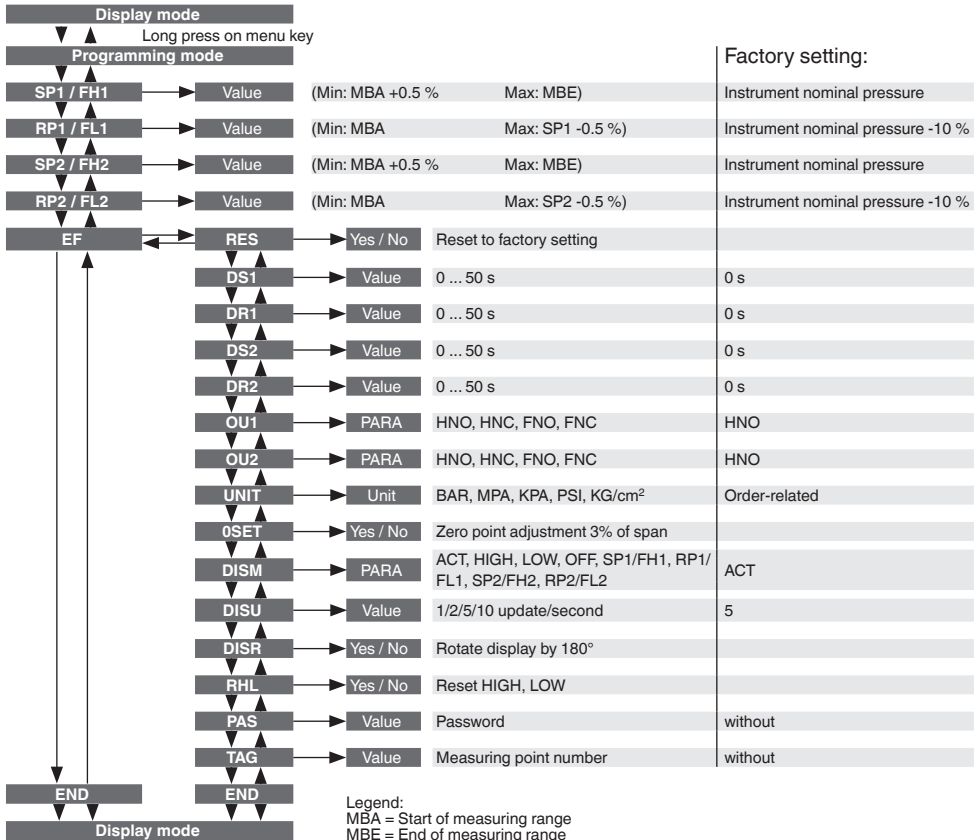 Display mode
Long press on menu key
Programming mode Factory setting:
SP1 / FH1 Value (Min: MBA +0.5 % Max: MBE) Instrument nominal pressure
RP1 / FL1 Value (Min: MBA Max: SP1 -0.5 %) Instrument nominal pressure -10 %
SP2 / FH2 Value (Min: MBA +0.5 % Max: MBE) Instrument nominal pressure
RP2 / FL2 Value (Min: MBA Max: SP2 -0.5 %) Instrument nominal pressure -10 %
EF RES Yes / No Reset to factory setting
DS1 Value 0 ... 50 s 0 s
DR1 Value 0 ... 50 s 0 s
DS2 Value 0 ... 50 s 0 s
DR2 Value 0 ... 50 s 0 s
OU1 PARA HNO, HNC, FNO, FNC HNO
OU2 PARA HNO, HNC, FNO, FNC HNO
UNIT Unit BAR, MPA, KPA, PSI, KG/cm² Order-related
0SET Yes / No Zero point adjustment 3% of span
DISM PARA ACT, HIGH, LOW, OFF, SP1/FH1, RP1/
FL1, SP2/FH2, RP2/FL2 ACT
DISU Value 1/2/5/10 update/second 5
DISR Yes / No Rotate display by 180°
RHL Yes / No Reset HIGH, LOW
PAS Value Password without
TAG Value Measuring point number without
END END
Display mode
Legend:
MBA = Start of measuring range
MBE = End of measuring range